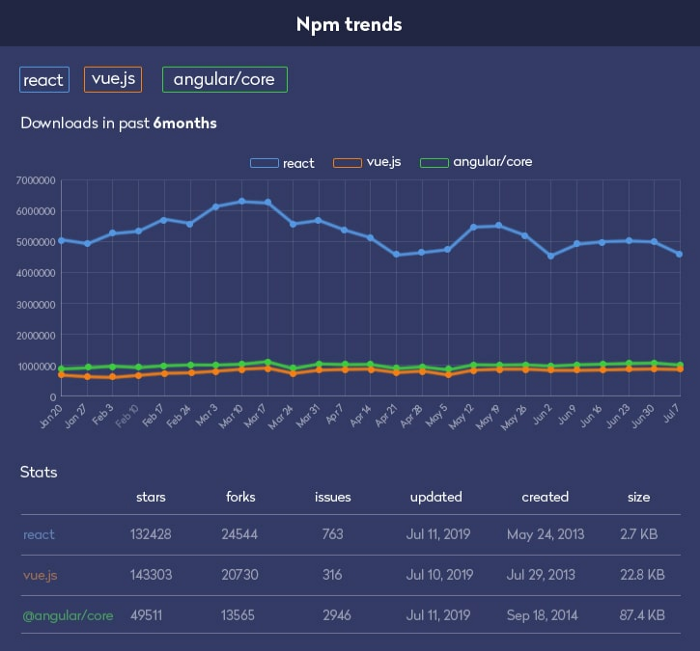 Npm trends
react vue.js angular/core
Downloads in past 6months
react vue.js angular/core
7000000
6000000
5000000
4000000
3000000
2000000
1000000
0
Jan 20 Jan 27 Feb 3 Feb 10 Feb 17 Feb 24 Mar 3 Mar 10 Mar 17 Mar 24 Mar 31 Apr 7 Apr 14 Apr 21 Apr 28 May 5 May 12 May 19 May 26 Jun 2 Jun 9 Jun 16 Jun 23 Jun 30 Jul 7
Stats
stars forks issues updated created size
react 132428 24544 763 Jul 11, 2019 May 24, 2013 2.7 KB
vue.js 143303 20730 316 Jul 10, 2019 Jul 29, 2013 22.8 KB
@angular/core 49511 13565 2946 Jul 11, 2019 Sep 18, 2014 87.4 KB